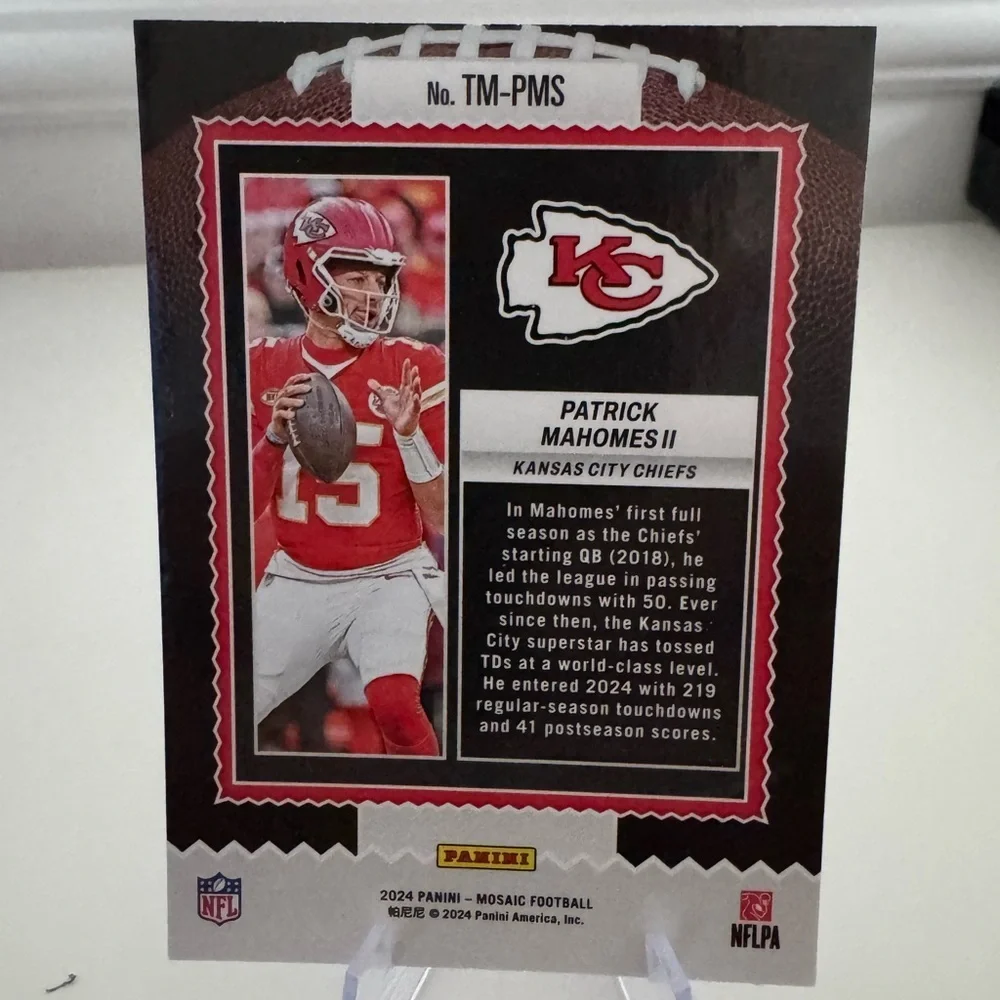 No. TM-PMS
KC
KC
15
PATRICK
MAHOMES II
KANSAS CITY CHIEFS
In Mahomes' first full
season as the Chiefs'
starting QB (2018), he
led the league in passing
touchdowns with 50. Ever
since then, the Kansas
City superstar has tossed
TDs at a world-class level.
He entered 2024 with 219
regular-season touchdowns
and 41 postseason scores.
PANINI
NFL
2024 PANINI – MOSAIC FOOTBALL
帕尼尼 © 2024 Panini America, Inc.
NFLPA